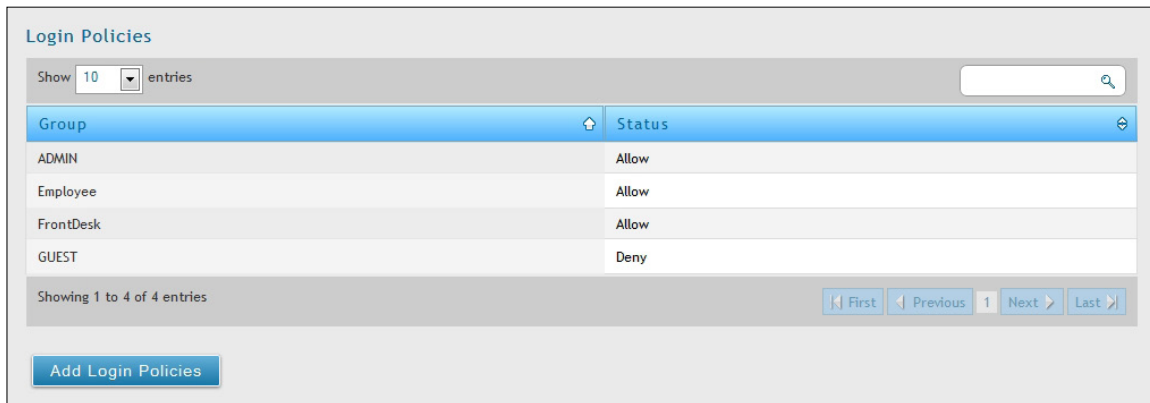 Login Policies
Show 10 entries
Group Status
ADMIN Allow
Employee Allow
FrontDesk Allow
GUEST Deny
Showing 1 to 4 of 4 entries First Previous 1 Next Last
Add Login Policies